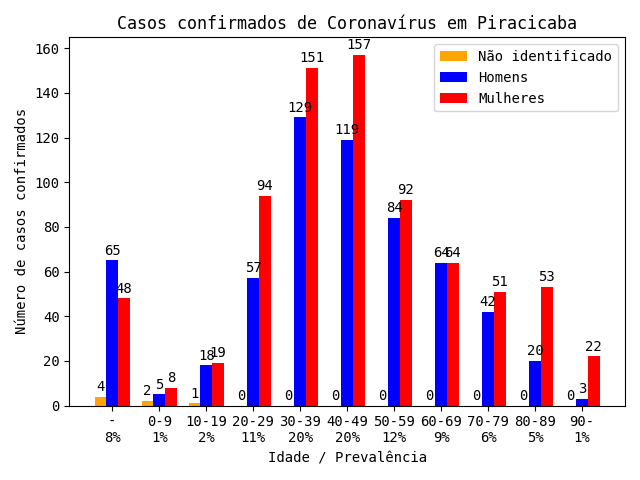 Casos confirmados de Coronavírus em Piracicaba
Número de casos confirmados
160
140
120
100
80
60
40
20
0
Não identificado
Homens
Mulheres
4 65 48
2 5 8
1 18 19
0 57 94
0 129 151
0 119 157
0 84 92
0 64 64
0 42 51
0 20 53
0 3 22
- 0-9 10-19 20-29 30-39 40-49 50-59 60-69 70-79 80-89 90-
8% 1% 2% 11% 20% 20% 12% 9% 6% 5% 1%
Idade / Prevalência